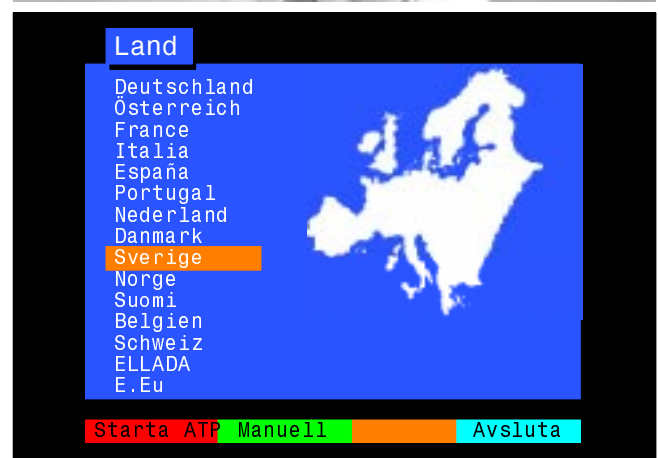 Land
Deutschland
Österreich
France
Italia
España
Portugal
Nederland
Danmark
Sverige
Norge
Suomi
Belgien
Schweiz
ELLADA
E.Eu
Starta ATP Manuell Avsluta